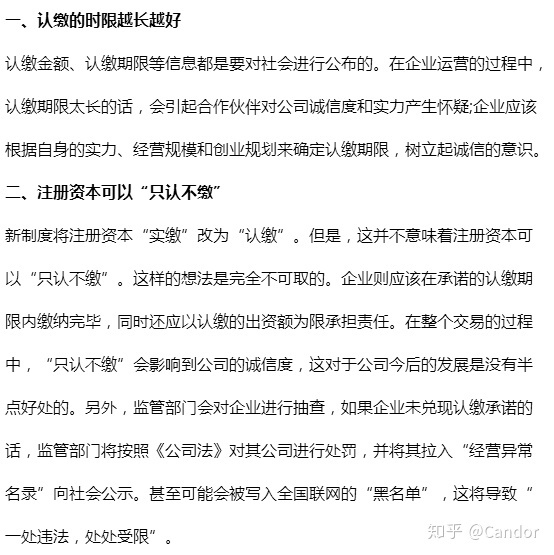 一、认缴的时限越长越好
认缴金额、认缴期限等信息都是要对社会进行公布的。在企业运营的过程中，
认缴期限太长的话，会引起合作伙伴对公司诚信度和实力产生怀疑;企业应该
根据自身的实力、经营规模和创业规划来确定认缴期限，树立起诚信的意识。
二、注册资本可以“只认不缴”
新制度将注册资本“实缴”改为“认缴”。但是，这并不意味着注册资本可
以“只认不缴”。这样的想法是完全不可取的。企业则应该在承诺的认缴期
限内缴纳完毕，同时还应以认缴的出资额为限承担责任。在整个交易的过程
中，“只认不缴”会影响到公司的诚信度，这对于公司今后的发展是没有半
点好处的。另外，监管部门会对企业进行抽查，如果企业未兑现认缴承诺的
话，监管部门将按照《公司法》对其公司进行处罚，并将其拉入“经营异常
名录”向社会公示。甚至可能会被写入全国联网的“黑名单”，这将导致“
一处违法，处处受限”。
知乎 @Candor